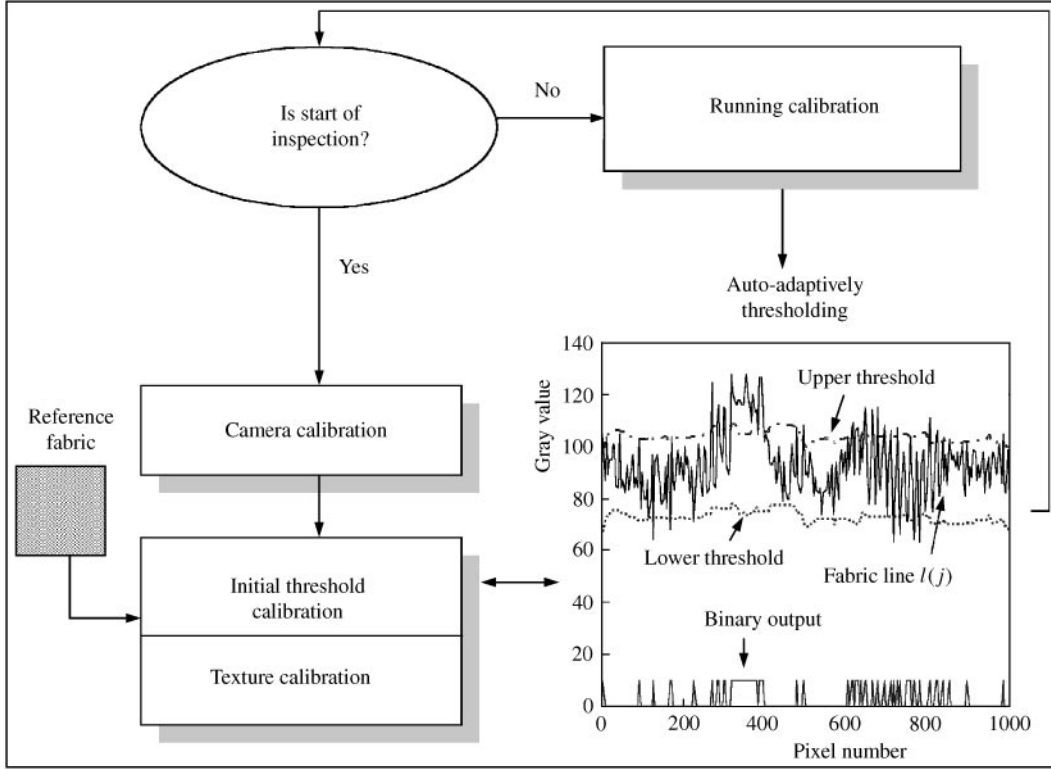 Is start of
inspection?
No
Running calibration
Yes
Auto-adaptively
thresholding
Reference
fabric
Camera calibration
Initial threshold
calibration
Texture calibration
Gray value
140
120
100
80
60
40
20
0
Upper threshold
Lower threshold
Fabric line l(j)
Binary output
0
200
400
600
800
1000
Pixel number